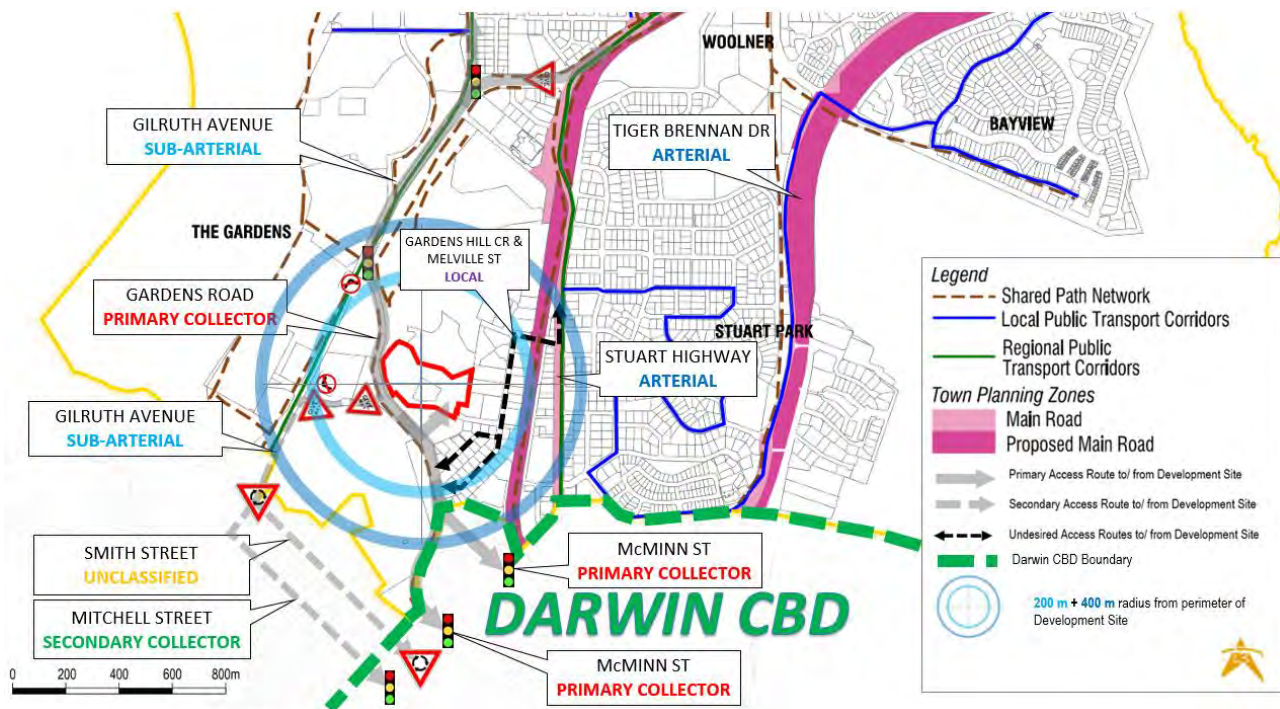 WOOLNER
GILRUTH AVENUE
SUB-ARTERIAL
TIGER BRENNAN DR
ARTERIAL
BAYVIEW
THE GARDENS
GARDENS HILL CR &
MELVILLE ST
LOCAL
GARDENS ROAD
PRIMARY COLLECTOR
STUART PARK
STUART HIGHWAY
ARTERIAL
GILRUTH AVENUE
SUB-ARTERIAL
SMITH STREET
UNCLASSIFIED
MITCHELL STREET
SECONDARY COLLECTOR
McMINN ST
PRIMARY COLLECTOR
DARWIN CBD
McMINN ST
PRIMARY COLLECTOR
0 200 400 600 800m
Legend
Shared Path Network
Local Public Transport Corridors
Regional Public
Transport Corridors
Town Planning Zones
Main Road
Proposed Main Road
Primary Access Route to/ from Development Site
Secondary Access Route to/ from Development Site
Undesired Access Routes to/ from Development Site
Darwin CBD Boundary
200 m + 400 m radius from perimeter of
Development Site